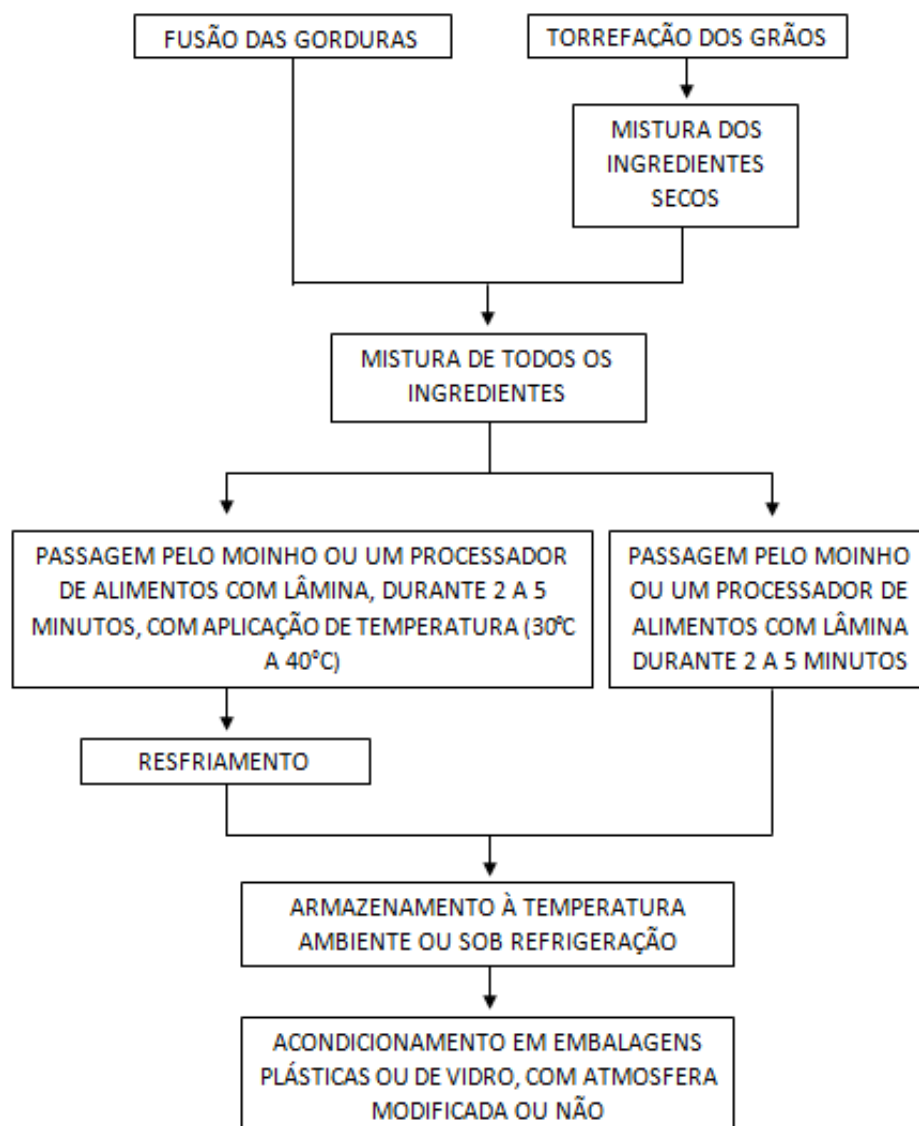 FUSÃO DAS GORDURAS
TORREFAÇÃO DOS GRÃOS
MISTURA DOS
INGREDIENTES
SECOS
MISTURA DE TODOS OS
INGREDIENTES
PASSAGEM PELO MOINHO OU UM PROCESSADOR
DE ALIMENTOS COM LÂMINA, DURANTE 2 A 5
MINUTOS, COM APLICAÇÃO DE TEMPERATURA (30°C
A 40°C)
PASSAGEM PELO MOINHO
OU UM PROCESSADOR DE
ALIMENTOS COM LÂMINA
DURANTE 2 A 5 MINUTOS
RESFRIAMENTO
ARMAZENAMENTO À TEMPERATURA
AMBIENTE OU SOB REFRIGERAÇÃO
ACONDICIONAMENTO EM EMBALAGENS
PLÁSTICAS OU DE VIDRO, COM ATMOSFERA
MODIFICADA OU NÃO